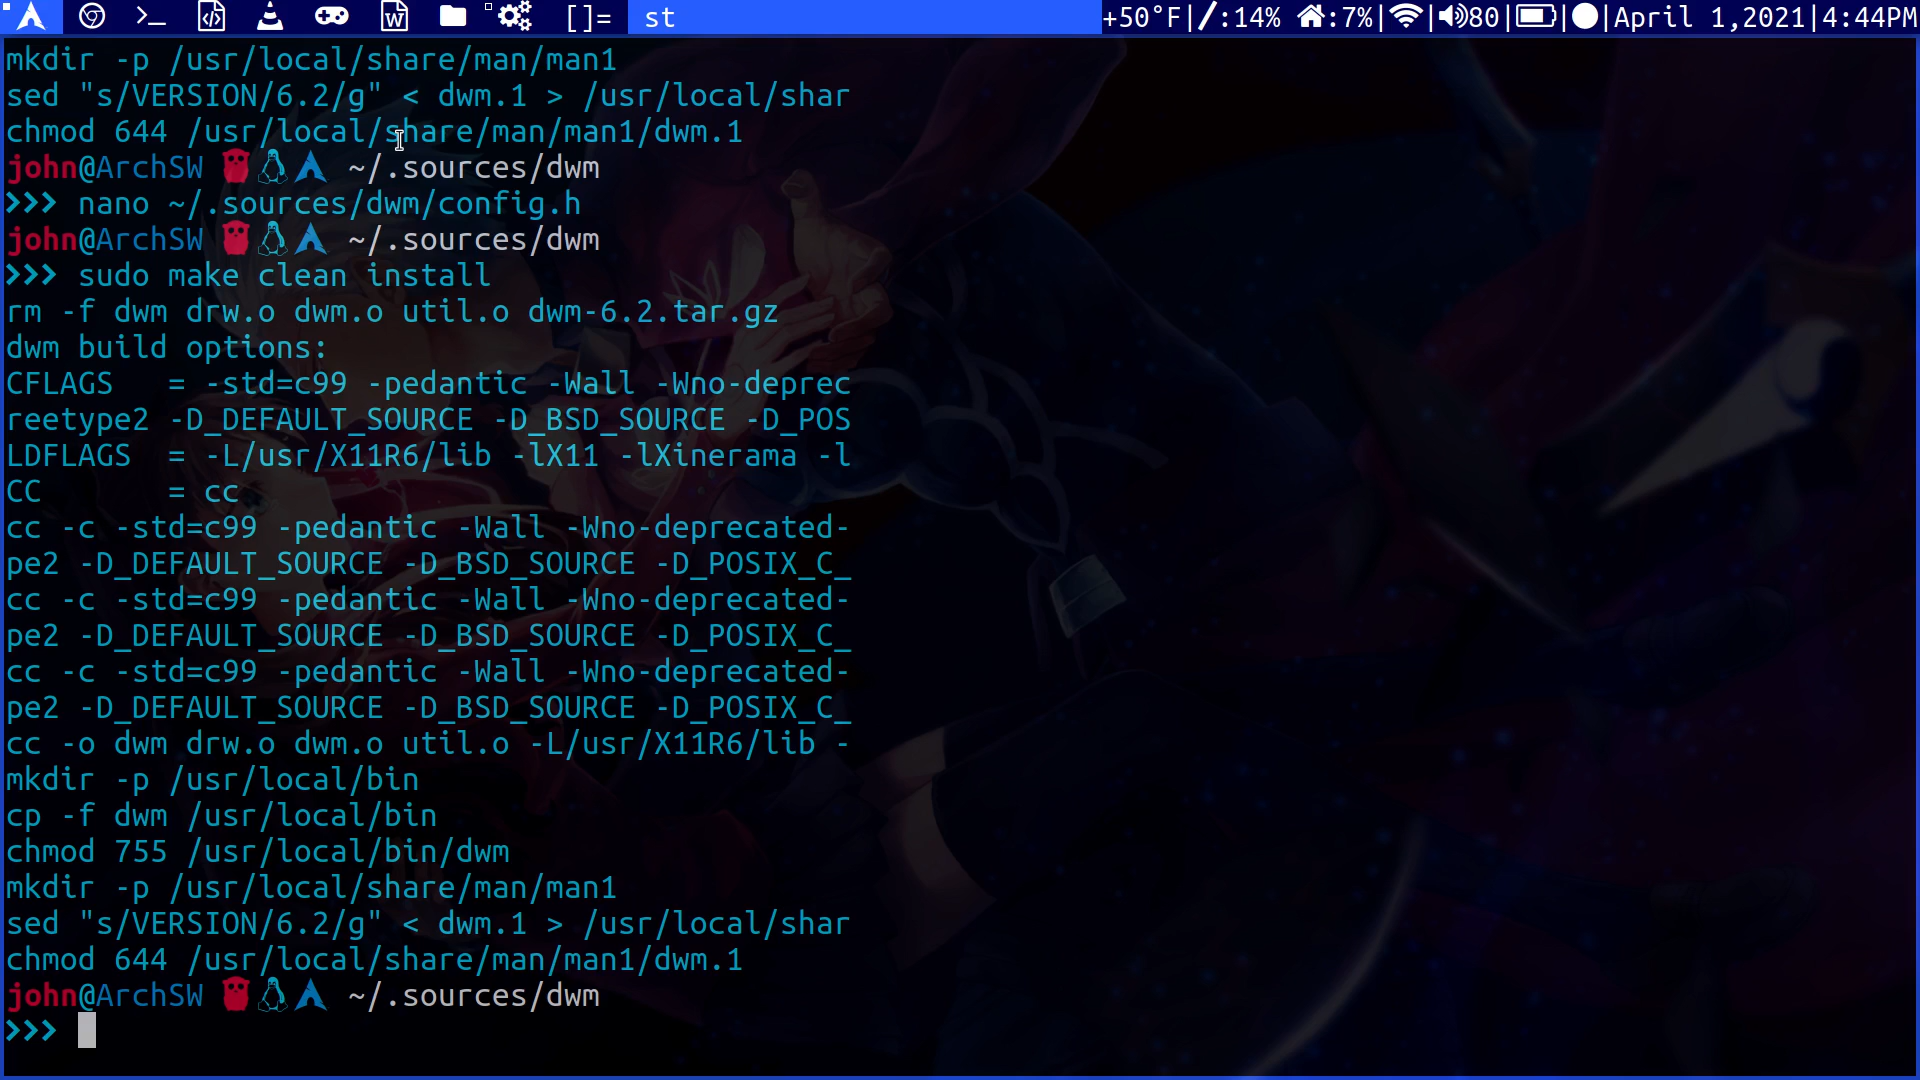 []= st +50°F|/:14% :7%| |80| | |April 1,2021|4:44PM
mkdir -p /usr/local/share/man/man1
sed "s/VERSION/6.2/g" < dwm.1 > /usr/local/shar
chmod 644 /usr/local/share/man/man1/dwm.1
john@ArchSW ~/.sources/dwm
>>> nano ~/.sources/dwm/config.h
john@ArchSW ~/.sources/dwm
>>> sudo make clean install
rm -f dwm drw.o dwm.o util.o dwm-6.2.tar.gz
dwm build options:
CFLAGS   = -std=c99 -pedantic -Wall -Wno-deprec
reetype2 -D_DEFAULT_SOURCE -D_BSD_SOURCE -D_POS
LDFLAGS  = -L/usr/X11R6/lib -lX11 -lXinerama -l
CC       = cc
cc -c -std=c99 -pedantic -Wall -Wno-deprecated-
pe2 -D_DEFAULT_SOURCE -D_BSD_SOURCE -D_POSIX_C_
cc -c -std=c99 -pedantic -Wall -Wno-deprecated-
pe2 -D_DEFAULT_SOURCE -D_BSD_SOURCE -D_POSIX_C_
cc -c -std=c99 -pedantic -Wall -Wno-deprecated-
pe2 -D_DEFAULT_SOURCE -D_BSD_SOURCE -D_POSIX_C_
cc -o dwm drw.o dwm.o util.o -L/usr/X11R6/lib -
mkdir -p /usr/local/bin
cp -f dwm /usr/local/bin
chmod 755 /usr/local/bin/dwm
mkdir -p /usr/local/share/man/man1
sed "s/VERSION/6.2/g" < dwm.1 > /usr/local/shar
chmod 644 /usr/local/share/man/man1/dwm.1
john@ArchSW ~/.sources/dwm
>>>